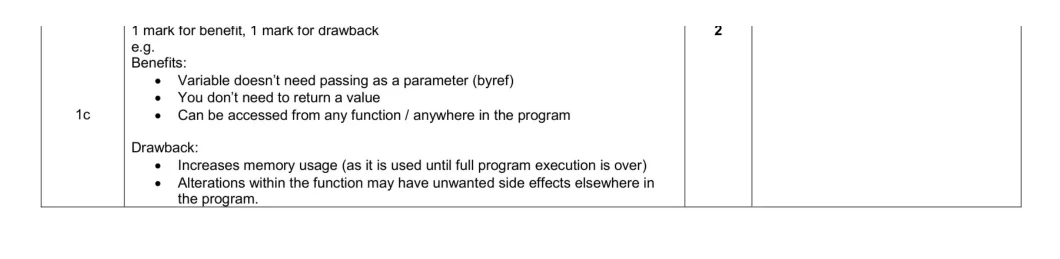 1 mark for benefit, 1 mark for drawback 2
e.g.
Benefits:
• Variable doesn't need passing as a parameter (byref)
• You don't need to return a value
1c • Can be accessed from any function / anywhere in the program
Drawback:
• Increases memory usage (as it is used until full program execution is over)
• Alterations within the function may have unwanted side effects elsewhere in
the program.